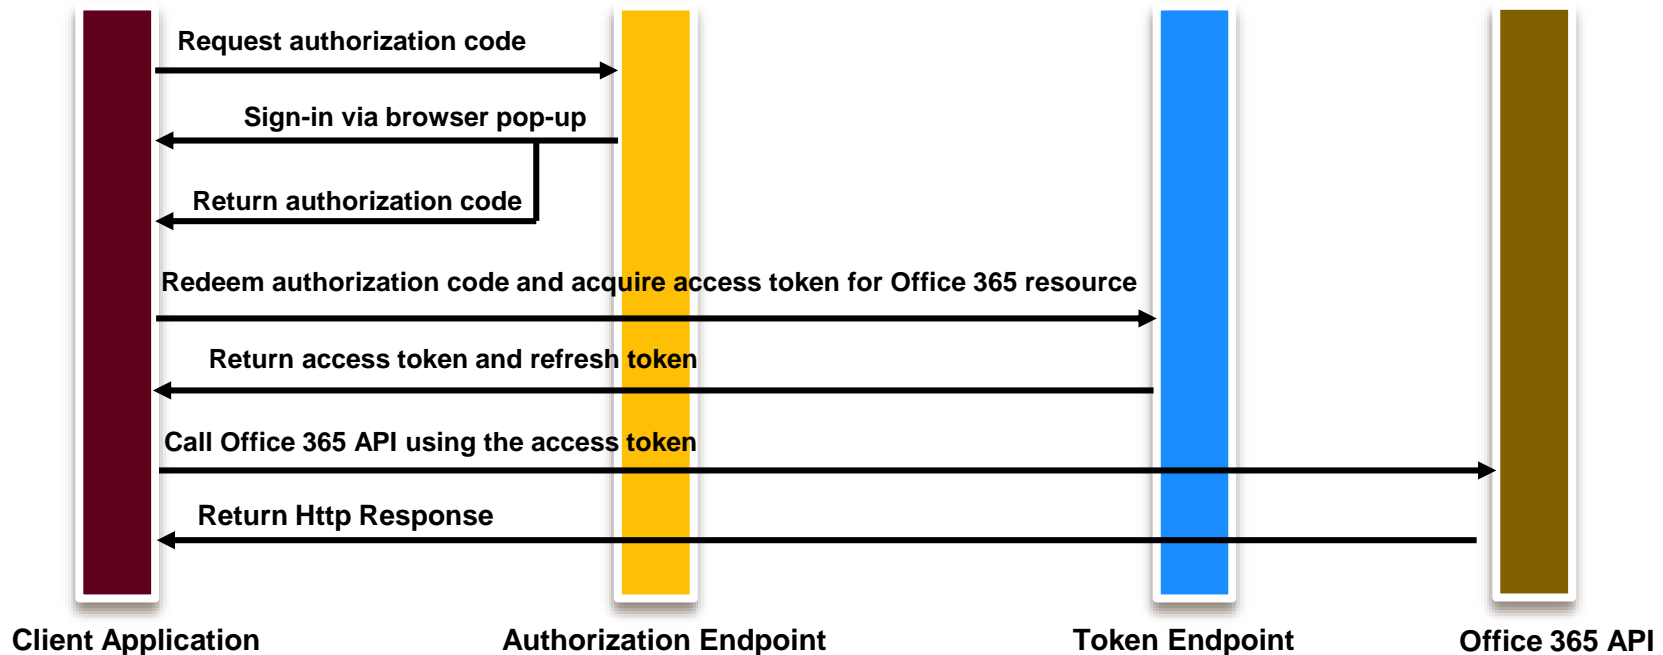 Request authorization code
Sign-in via browser pop-up
Return authorization code
Redeem authorization code and acquire access token for Office 365 resource
Return access token and refresh token
Call Office 365 API using the access token
Return Http Response
Client Application
Authorization Endpoint
Token Endpoint
Office 365 API